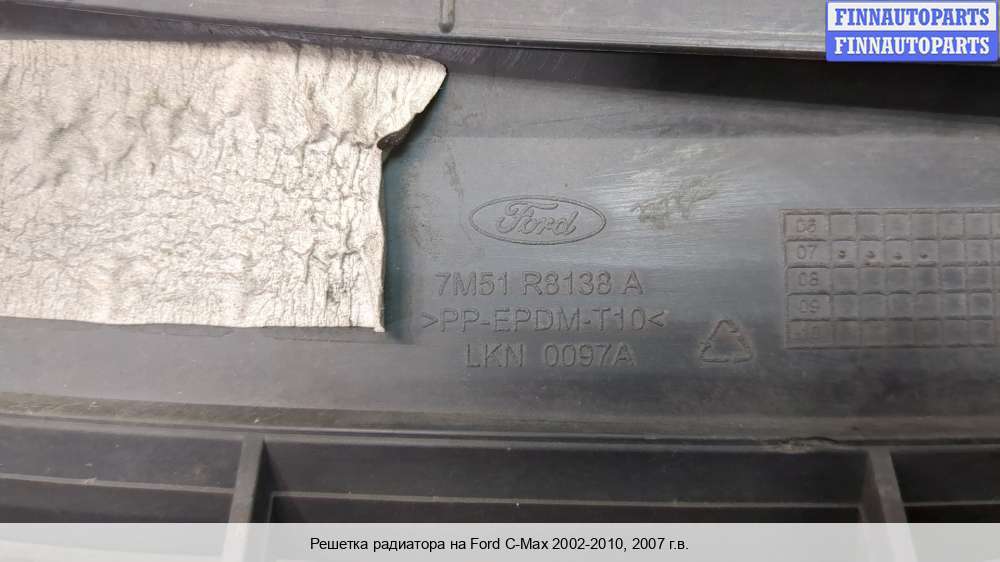 FINNAUTOPARTS
FINNAUTOPARTS
Ford
7M51 R8138 A
>PP-EPDM-T10<
LKN 0097A
06
07
08
09
Решетка радиатора на Ford C-Max 2002-2010, 2007 г.в.